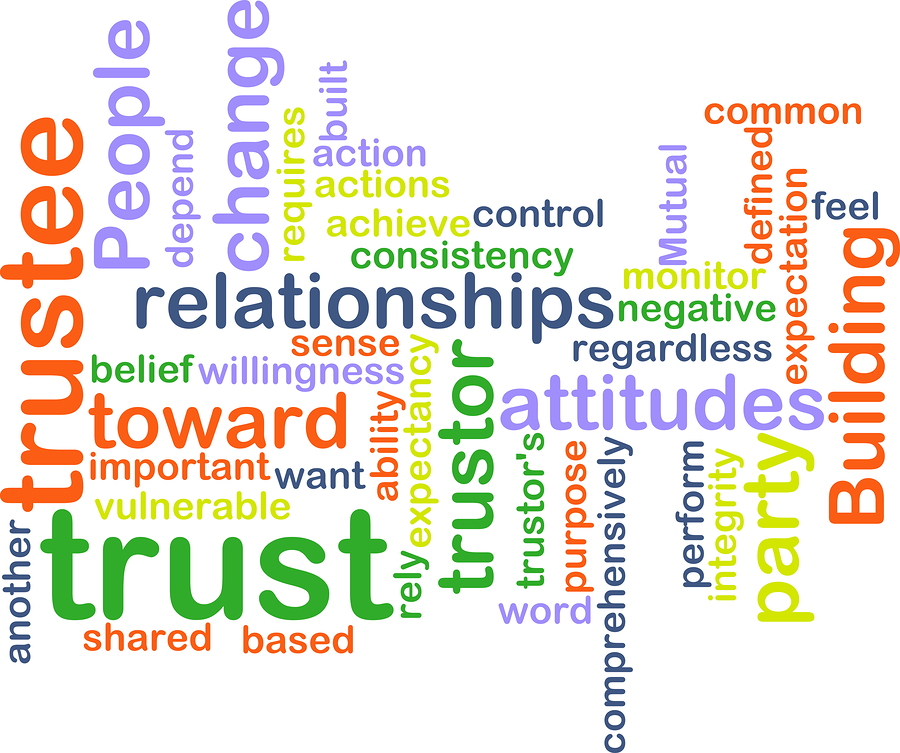 change
People
built
common
trustee
requires
depend
action
actions
Mutual
defined
expectation
achieve
control
feel
consistency
monitor
relationships
negative
Building
sense
regardless
belief
willingness
expectancy
trustor
attitudes
toward
ability
important
want
trustor's
purpose
comprehensively
perform
integrity
party
vulnerable
trust
another
rely
word
shared
based